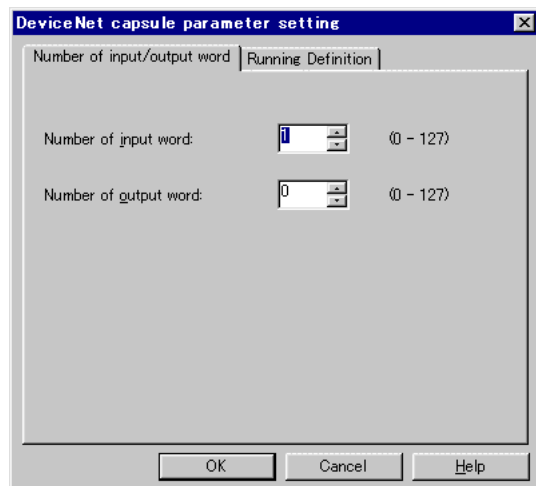 DeviceNet capsule parameter setting
Number of input/output word Running Definition
Number of input word: 1 (0 - 127)
Number of output word: 0 (0 - 127)
OK Cancel Help